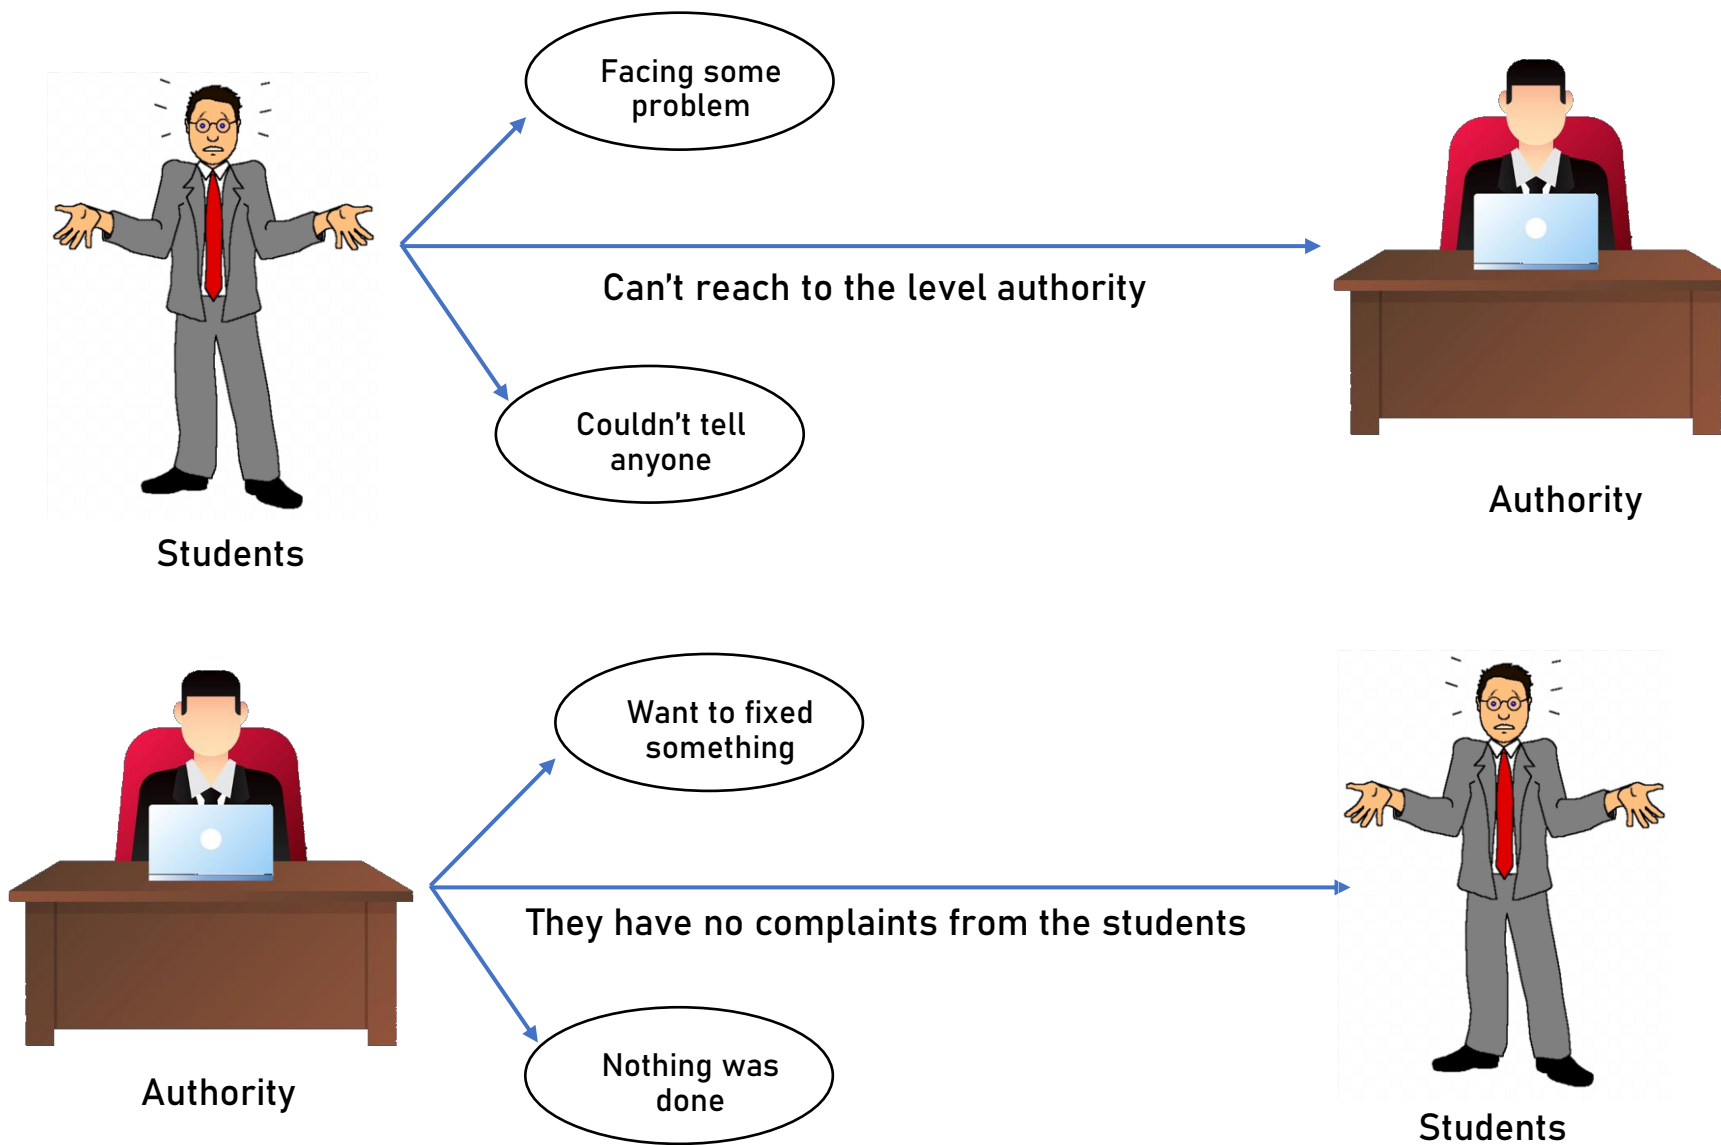 Facing some
problem
Can't reach to the level authority
Couldn't tell
anyone
Authority
Students
Want to fixed
something
They have no complaints from the students
Nothing was
done
Authority
Students